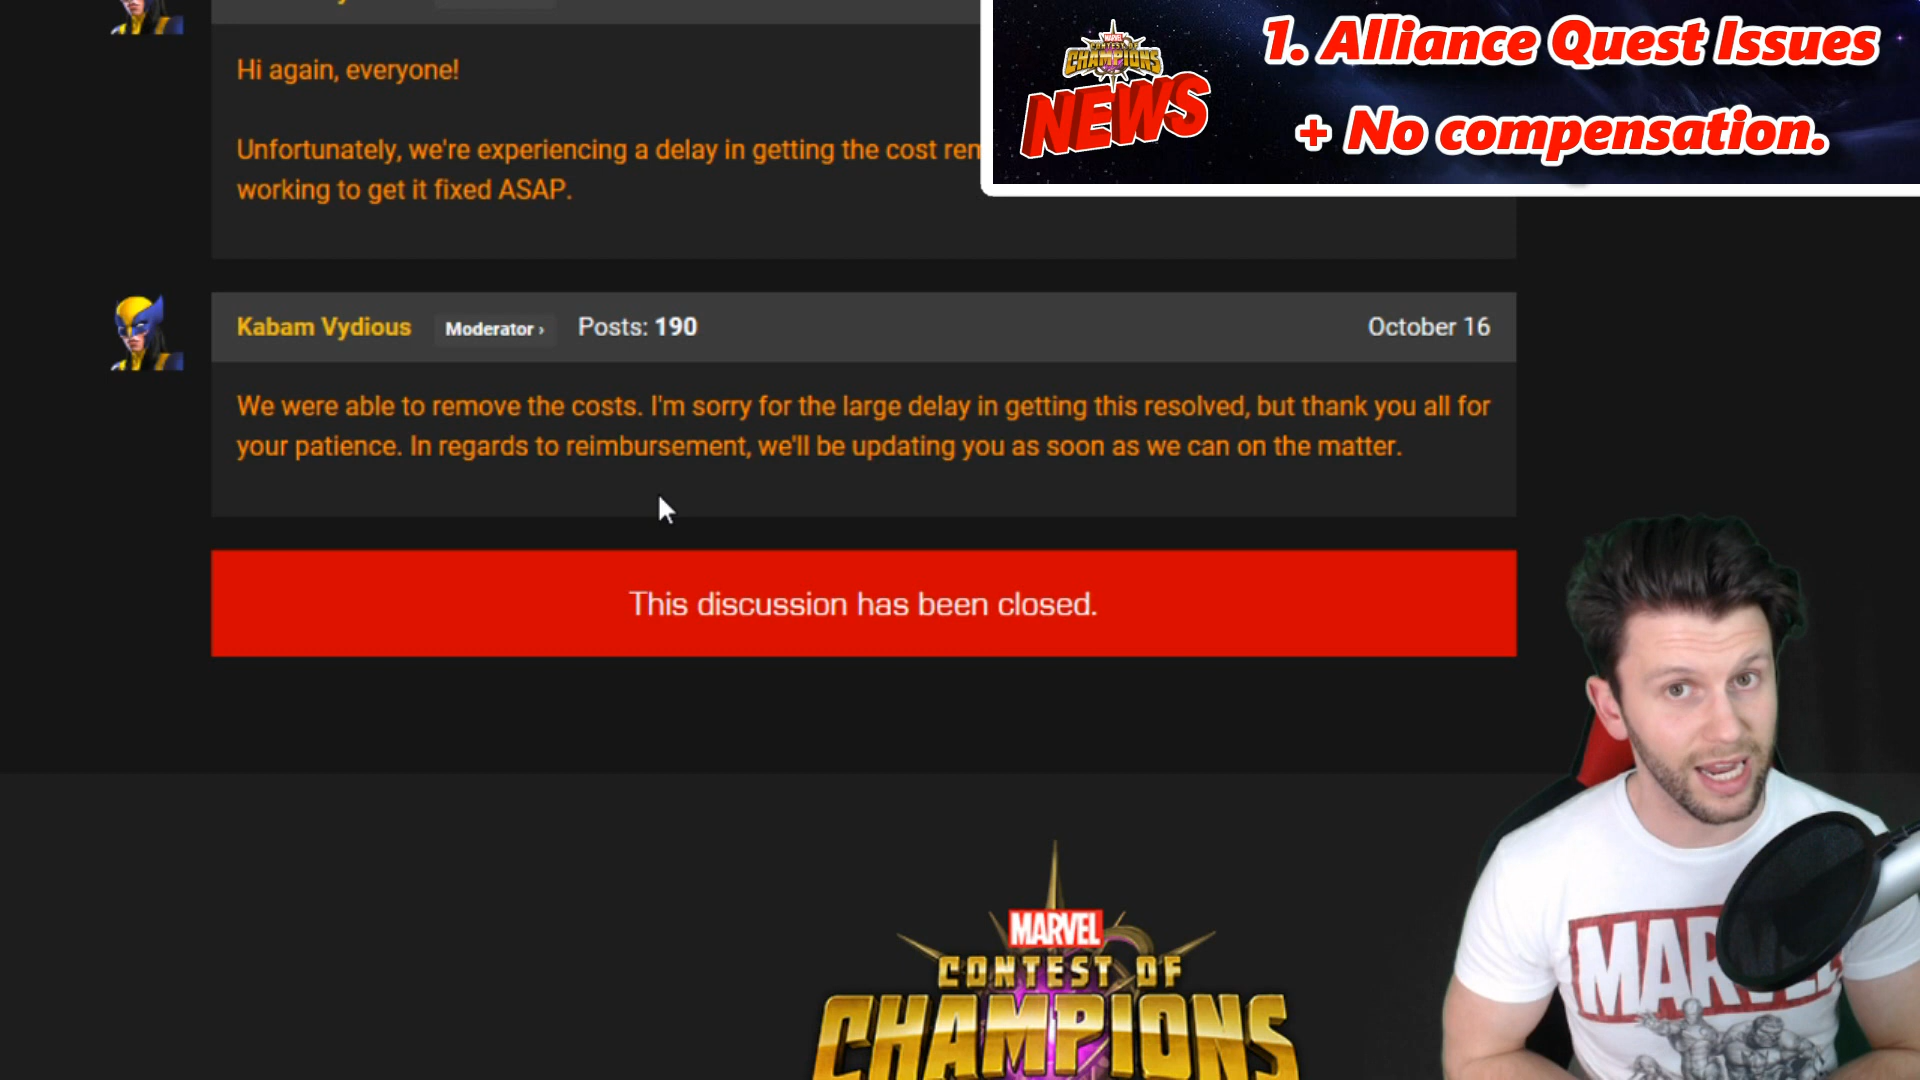 MARVEL
CONTEST OF
CHAMPIONS
NEWS
1. Alliance Quest Issues
+ No compensation.
Hi again, everyone!
Unfortunately, we're experiencing a delay in getting the cost
working to get it fixed ASAP.
Kabam Vydious
Moderator ›
Posts: 190
October 16
We were able to remove the costs. I'm sorry for the large delay in getting this resolved, but thank you all for
your patience. In regards to reimbursement, we'll be updating you as soon as we can on the matter.
This discussion has been closed.
MARVEL
CONTEST OF
CHAMPIONS